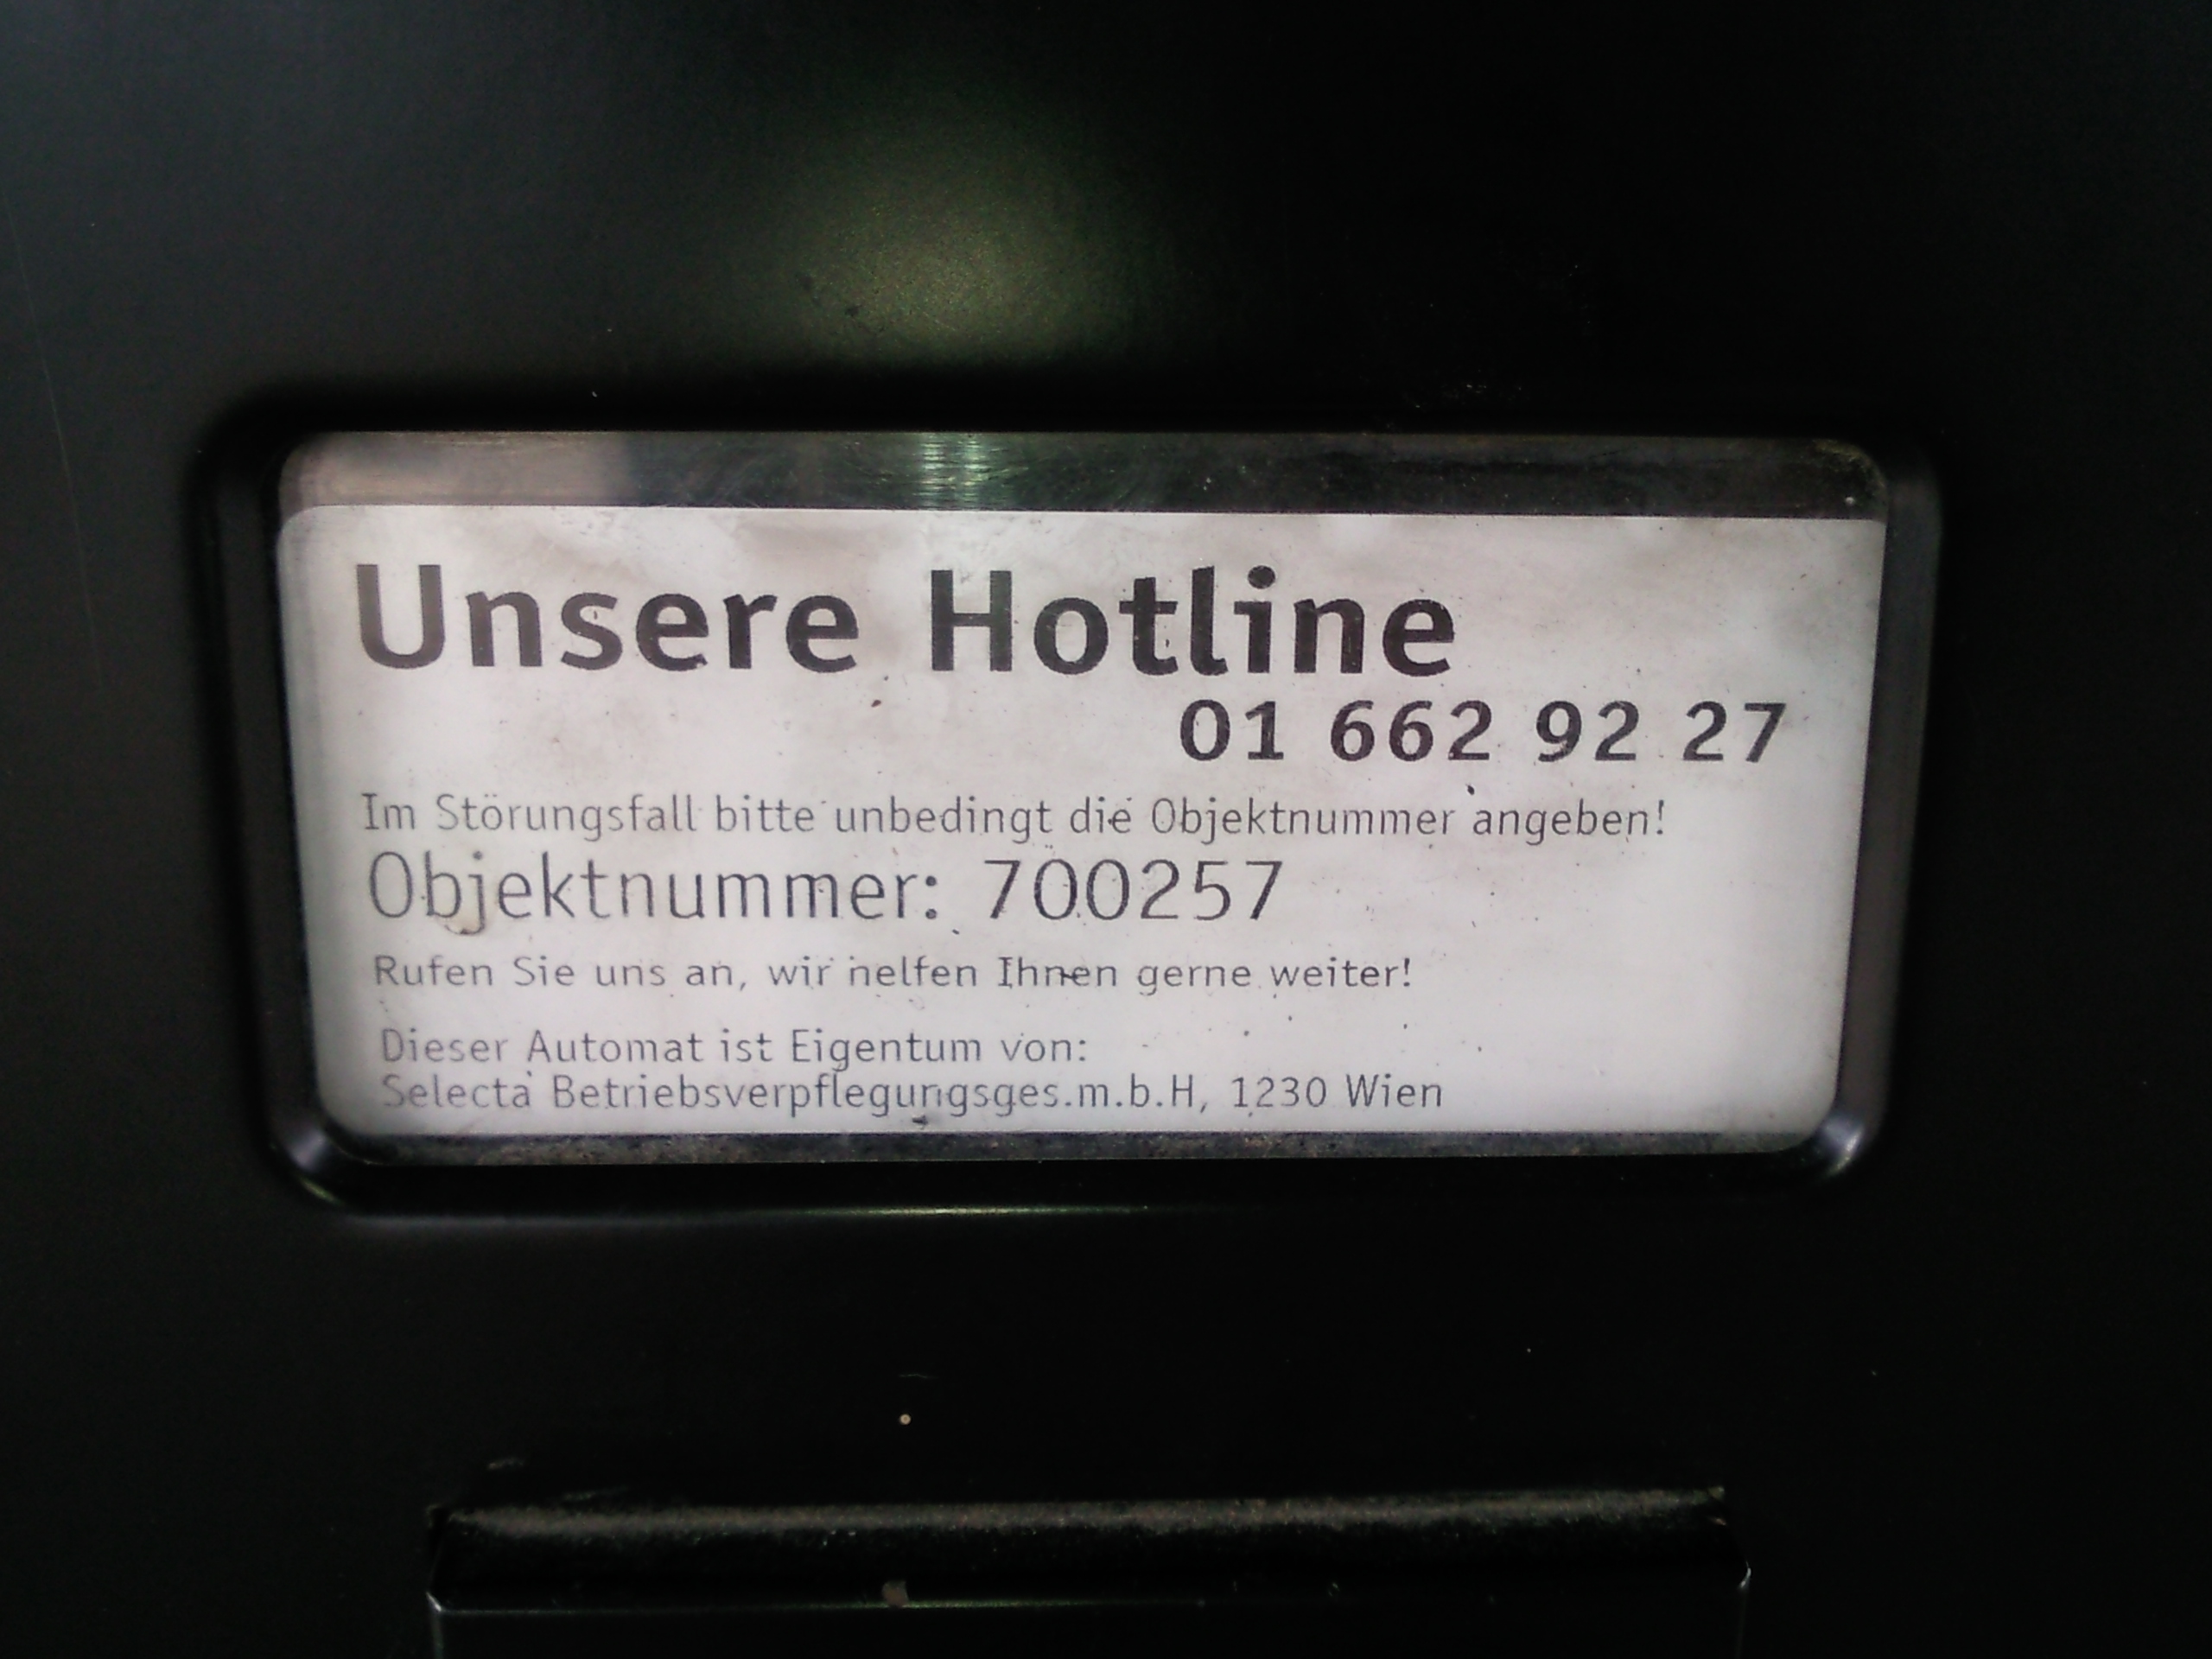 Unsere Hotline
01 662 92 27
Im Störungsfall bitte unbedingt die Objektnummer angeben!
Objektnummer: 700257
Rufen Sie uns an, wir helfen Ihnen gerne weiter!
Dieser Automat ist Eigentum von:
Selecta Betriebsverpflegungsges.m.b.H, 1230 Wien